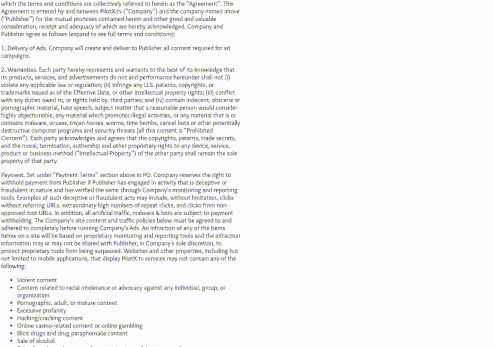 which the terms and conditions are collectively referred to herein as the "Agreement". This
Agreement is entered by and between PilotX.tv ("Company") and the company named above
("Publisher") for the mutual promises contained herein and other good and valuable
consideration, receipt and adequacy of which are hereby acknowledged. Company and
Publisher agree as follows (expand to see full terms and conditions):
1. Delivery of Ads. Company will create and deliver to Publisher all content required for ad
campaigns.
2. Warranties. Each party hereby represents and warrants to the best of its knowledge that
its products, services, and advertisements do not and performance hereunder shall not (i)
violate any applicable law or regulation; (ii) infringe any U.S. patents, copyrights, or
trademarks issued as of the Effective Date, or other intellectual property rights; (iii) conflict
with any duties owed to, or rights held by, third parties; and (iv) contain indecent, obscene or
pornographic material, hate speech, subject matter that a reasonable person would consider
highly objectionable, any material which promotes illegal activities, or any material that is or
contains malware, viruses, trojan horses, worms, time bombs, cancel bots or other potentially
destructive computer programs and security threats (all this content is "Prohibited
Content"). Each party acknowledges and agrees that the copyrights, patents, trade secrets,
and the moral, termination, authorship and other proprietary rights to any device, service,
product or business method ("Intellectual Property") of the other party shall remain the sole
property of that party.
Payment. Set under "Payment Terms" section above in PO. Company reserves the right to
withhold payment from Publisher if Publisher has engaged in activity that is deceptive or
fraudulent in nature and has verified the same through Company's monitoring and reporting
tools. Examples of such deceptive or fraudulent acts may include, without limitation, clicks
without referring URLs, extraordinary high numbers of repeat clicks, and clicks from non-
approved root URLs. In addition, all artificial traffic, malware & bots are subject to payment
withholding. The Company's site content and traffic policies below must be agreed to and
adhered to completely before running Company's Ads. An infraction of any of the items
below on a site will be based on proprietary monitoring and reporting tools and the infraction
information may or may not be shared with Publisher, in Company's sole discretion, to
protect proprietary tools from being surpassed. Websites and other properties, including but
not limited to mobile applications, that display PilotX.tv services may not contain any of the
following:
• Violent content
• Content related to racial intolerance or advocacy against any individual, group, or
organization
• Pornographic, adult, or mature content
• Excessive profanity
• Hacking/cracking content
• Online casino-related content or online gambling
• Illicit drugs and drug paraphernalia content
• Sale of alcohol